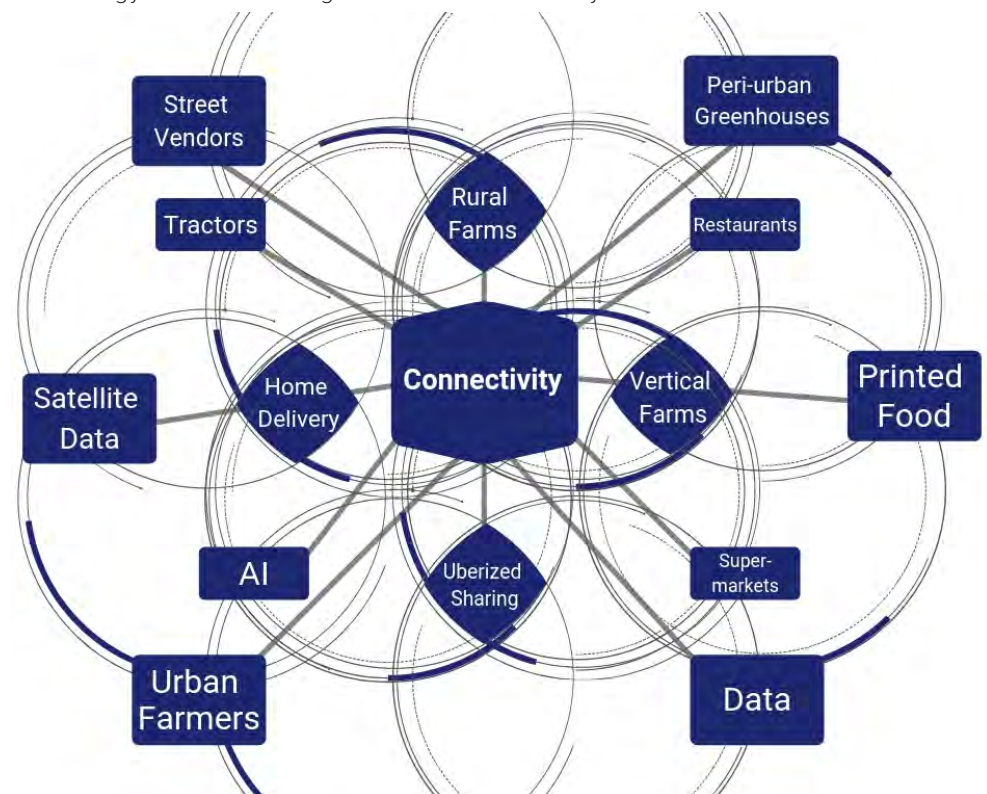 Street
Vendors
Peri-urban
Greenhouses
Rural
Farms
Tractors
Restaurants
Connectivity
Home
Delivery
Vertical
Farms
Satellite
Data
Printed
Food
AI
Uberized
Sharing
Super-
markets
Urban
Farmers
Data